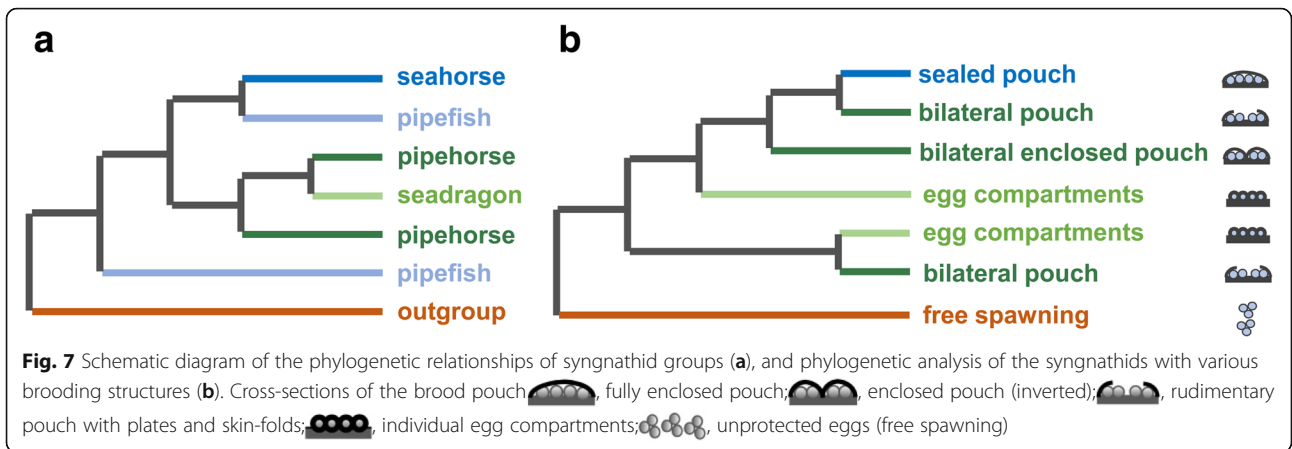 a
seahorse
pipefish
pipehorse
seadragon
pipehorse
pipefish
outgroup
b
sealed pouch
bilateral pouch
bilateral enclosed pouch
egg compartments
egg compartments
bilateral pouch
free spawning
Fig. 7 Schematic diagram of the phylogenetic relationships of syngnathid groups (a), and phylogenetic analysis of the syngnathids with various
brooding structures (b). Cross-sections of the brood pouch , fully enclosed pouch; , enclosed pouch (inverted); , rudimentary
pouch with plates and skin-folds; , individual egg compartments; , unprotected eggs (free spawning)